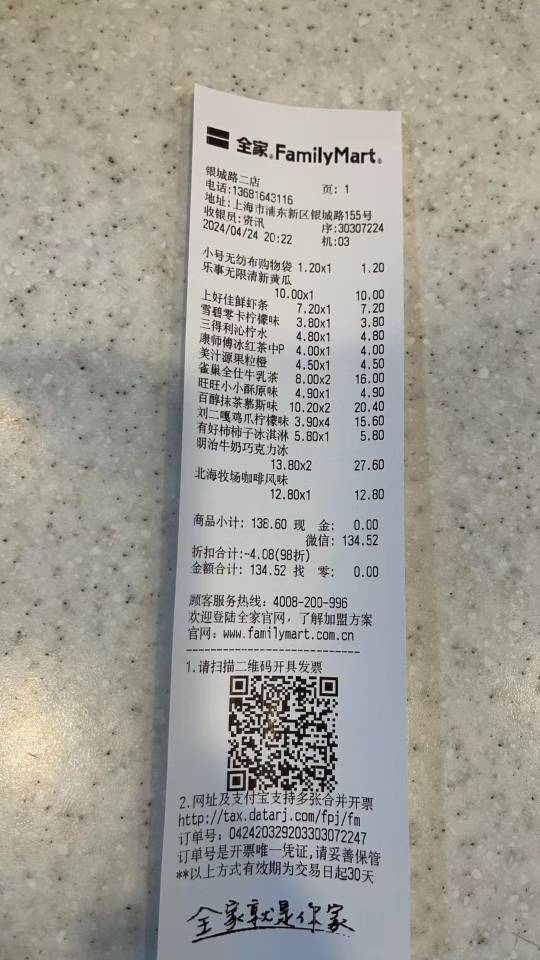 全家®FamilyMart®
银城路二店 页: 1
电话:13681643116
地址:上海市浦东新区银城路155号
收银员:资讯 序:30307224
2024/04/24 20:22 机:03
小号无纺布购物袋 1.20x1 1.20
乐事无限清新黄瓜
10.00x1 10.00
上好佳鲜虾条 7.20x1 7.20
雪碧零卡柠檬味 3.80x1 3.80
三得利沁柠水 4.80x1 4.80
康师傅冰红茶中P 4.00x1 4.00
美汁源果粒橙 4.50x1 4.50
雀巢全仕牛乳茶 8.00x2 16.00
旺旺小小酥原味 4.90x1 4.90
百醇抹茶慕斯味 10.20x2 20.40
刘二嘎鸡爪柠檬味 3.90x4 15.60
有好柿柿子冰淇淋 5.80x1 5.80
明治牛奶巧克力冰
13.80x2 27.60
北海牧场咖啡风味
12.80x1 12.80
商品小计: 138.60 现 金: 0.00
微信: 134.52
折扣合计:-4.08(98折)
金额合计: 134.52 找 零: 0.00
顾客服务热线: 4008-200-996
欢迎登陆全家官网，了解加盟方案
官网: www.familymart.com.cn
---------------------------
1.请扫描二维码开具发票
2.网址及支付宝支持多张合并开票
http://tax.datarj.com/fpj/fm
订单号: 042420329203303072247
订单号是开票唯一凭证,请妥善保管
**以上方式有效期为交易日起30天
全家就是你家